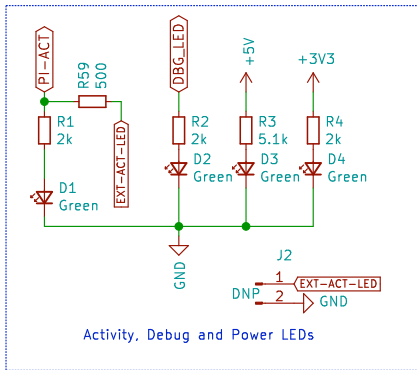 PI-ACT
R59
500
DBG_LED
+5V
+3V3
R1
2k
EXT-ACT-LED
R2
2k
R3
5.1k
R4
2k
D1
Green
D2
Green
D3
Green
D4
Green
GND
J2
DNP
1
EXT-ACT-LED
2
GND
Activity, Debug and Power LEDs